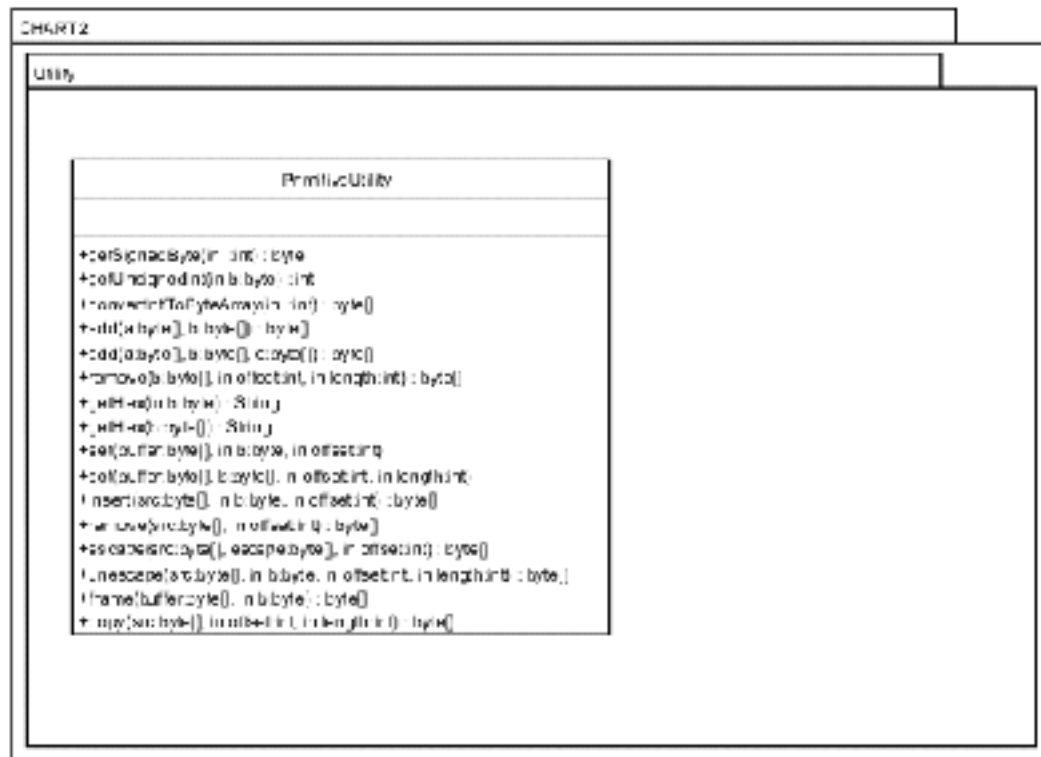 CHART2
Utility
PrimitiveUtility
+getSignedByte(in i:int) : byte
+getUnsignedInt(in b:byte) : int
+convertIntToByteArray(in i:int) : byte[]
+add(a:byte[], b:byte[]) : byte[]
+add(a:byte[], b:byte[], c:byte[]) : byte[]
+remove(b:byte[], in offset:int, in length:int) : byte[]
+getHex(in b:byte) : String
+getHex(b:byte[]) : String
+set(buffer:byte[], in b:byte, in offset:int)
+set(buffer:byte[], b:byte[], in offset:int, in length:int)
+insert(src:byte[], in b:byte, in offset:int) : byte[]
+remove(src:byte[], in offset:int) : byte[]
+escape(src:byte[], escape:byte[], in offset:int) : byte[]
+unescape(src:byte[], in b:byte, in offset:int, in length:int) : byte[]
+frame(buffer:byte[], in b:byte) : byte[]
+copy(src:byte[], in offset:int, in length:int) : byte[]